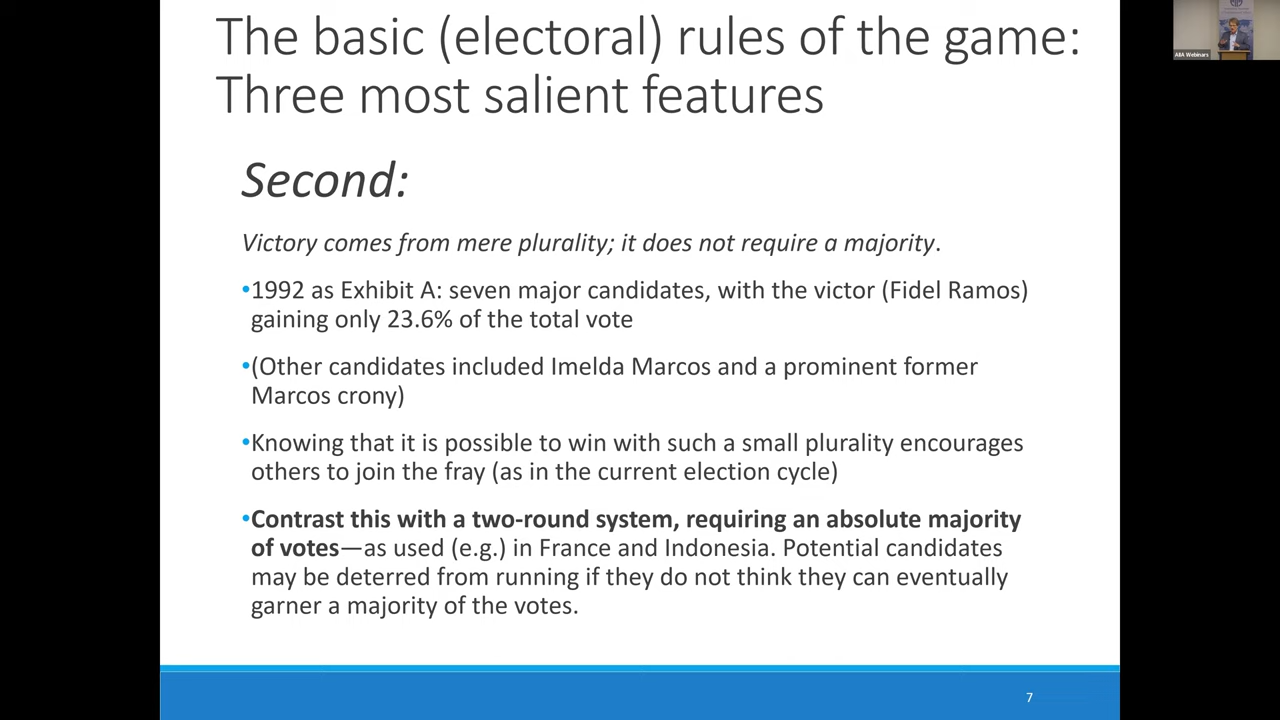 The basic (electoral) rules of the game:
Three most salient features
Second:
Victory comes from mere plurality; it does not require a majority.
•1992 as Exhibit A: seven major candidates, with the victor (Fidel Ramos)
gaining only 23.6% of the total vote
•(Other candidates included Imelda Marcos and a prominent former
Marcos crony)
•Knowing that it is possible to win with such a small plurality encourages
others to join the fray (as in the current election cycle)
•Contrast this with a two-round system, requiring an absolute majority
of votes—as used (e.g.) in France and Indonesia. Potential candidates
may be deterred from running if they do not think they can eventually
garner a majority of the votes.
7
AIIA Webinars